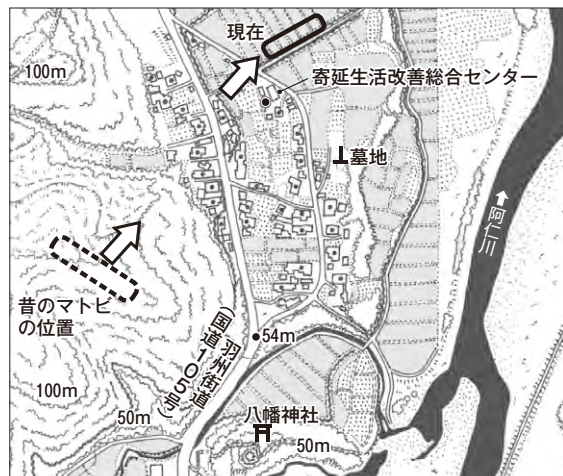 現在
100m
寄延生活改善総合センター
墓地
阿仁川
昔のマトビ
の位置
54m
羽州街道
(国道105号)
100m
50m
八幡神社
50m